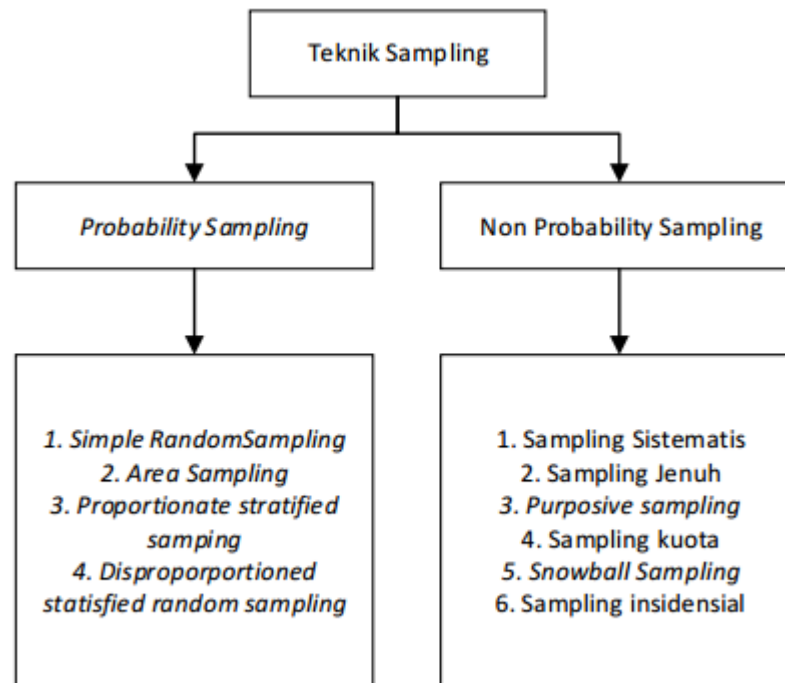 Teknik Sampling
Probability Sampling
Non Probability Sampling
1. Simple RandomSampling
2. Area Sampling
3. Proportionate stratified
samping
4. Disproporportioned
statisfied random sampling
1. Sampling Sistematis
2. Sampling Jenuh
3. Purposive sampling
4. Sampling kuota
5. Snowball Sampling
6. Sampling insidensial